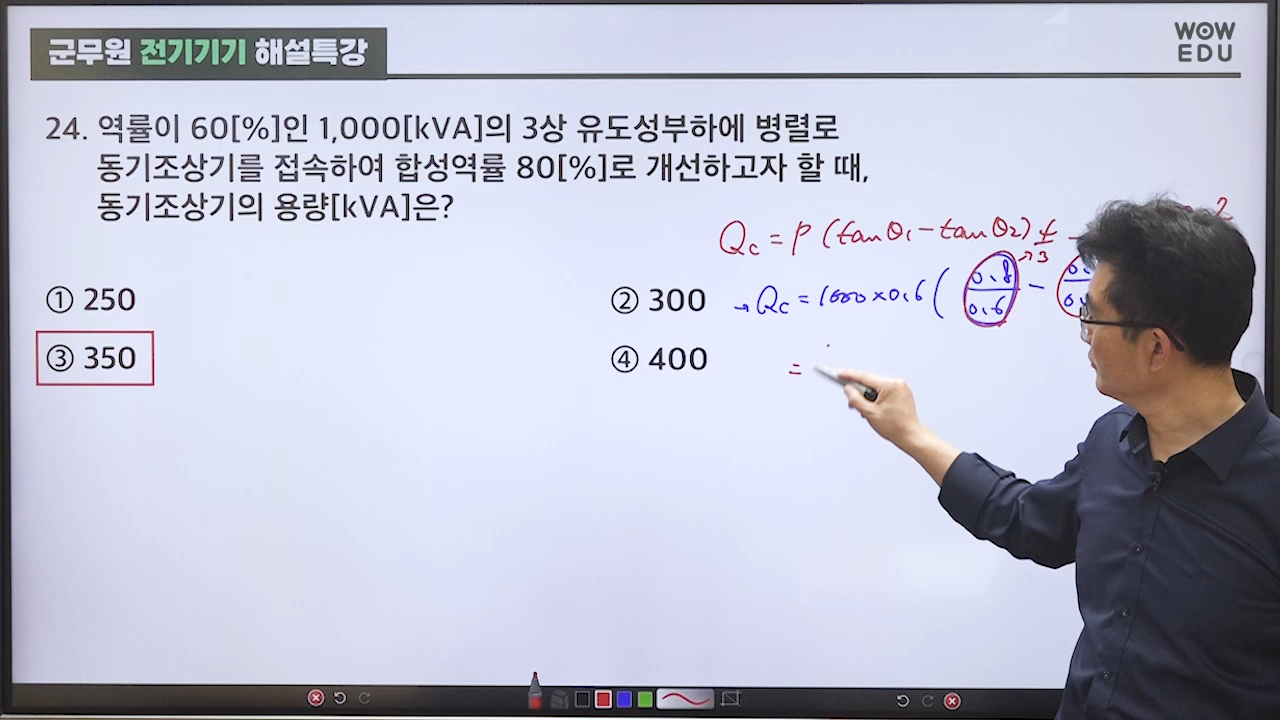 군무원 전기기기 해설특강
WOW
EDU
24. 역률이 60[%]인 1,000[kVA]의 3상 유도성부하에 병렬로
동기조상기를 접속하여 합성역률 80[%]로 개선하고자 할 때,
동기조상기의 용량[kVA]은?
① 250
② 300
③ 350
④ 400
Qc = P (tanθ1 - tanθ2)
→ Qc = 1000 × 0.6 ( 0.8/0.6 -
→ 3
=